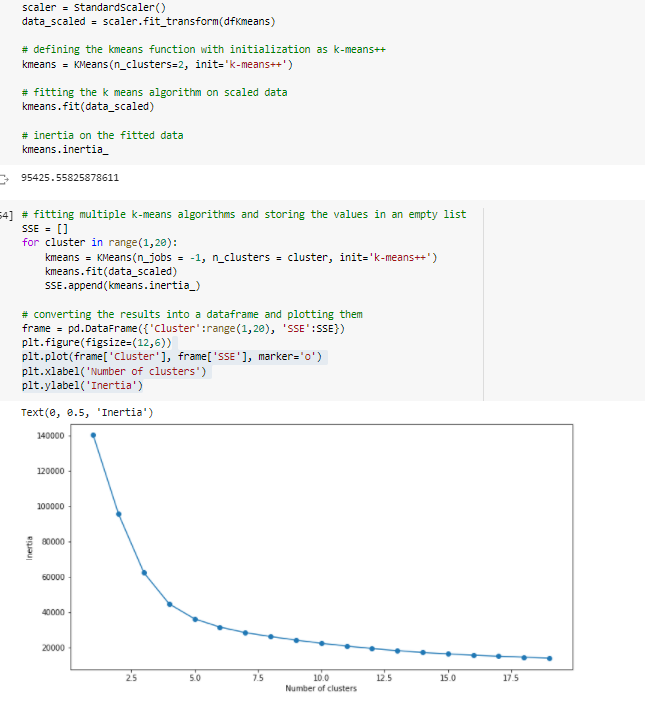 scaler = StandardScaler()
data_scaled = scaler.fit_transform(dfKmeans)
# defining the kmeans function with initialization as k-means++
kmeans = KMeans(n_clusters=2, init='k-means++')
# fitting the k means algorithm on scaled data
kmeans.fit(data_scaled)
# inertia on the fitted data
kmeans.inertia_
95425.55825878611
54] # fitting multiple k-means algorithms and storing the values in an empty list
SSE = []
for cluster in range(1,20):
    kmeans = KMeans(n_jobs = -1, n_clusters = cluster, init='k-means++')
    kmeans.fit(data_scaled)
    SSE.append(kmeans.inertia_)
# converting the results into a dataframe and plotting them
frame = pd.DataFrame({'Cluster':range(1,20), 'SSE':SSE})
plt.figure(figsize=(12,6))
plt.plot(frame['Cluster'], frame['SSE'], marker='o')
plt.xlabel('Number of clusters')
plt.ylabel('Inertia')
Text(0, 0.5, 'Inertia')
140000
120000
100000
80000
60000
40000
20000
Inertia
2.5 5.0 7.5 10.0 12.5 15.0 17.5
Number of clusters